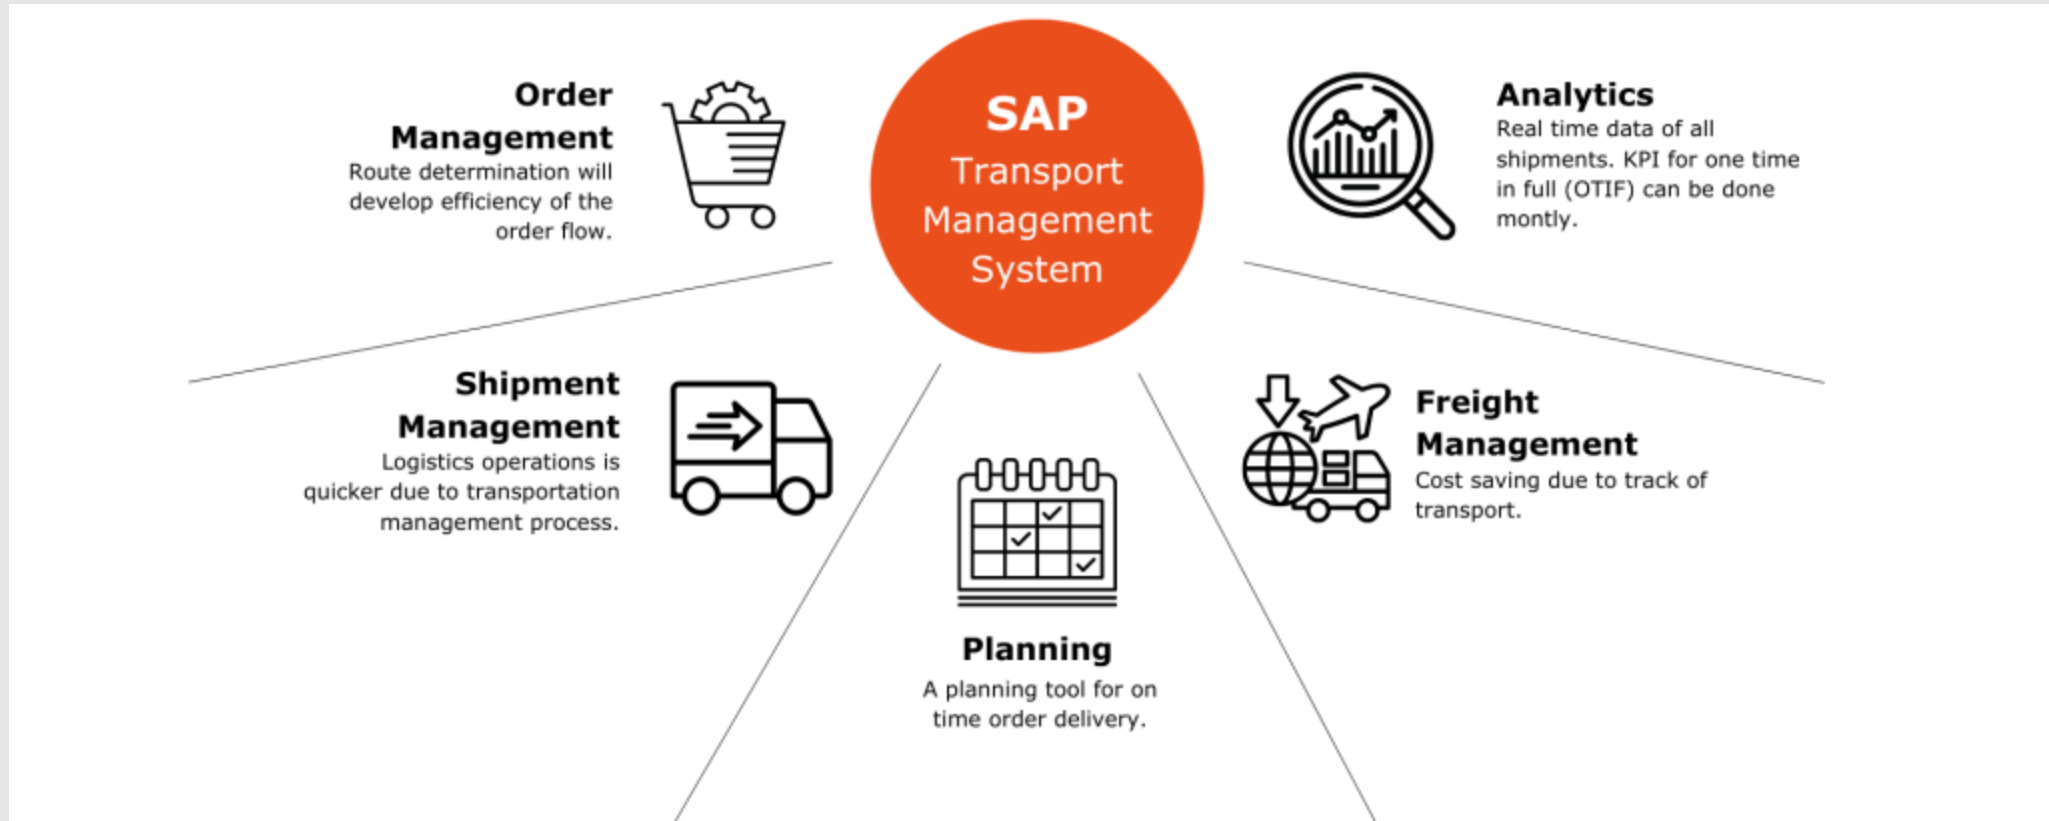 SAP
Transport
Management
System
Order
Management
Route determination will
develop efficiency of the
order flow.
Analytics
Real time data of all
shipments. KPI for one time
in full (OTIF) can be done
montly.
Shipment
Management
Logistics operations is
quicker due to transportation
management process.
Freight
Management
Cost saving due to track of
transport.
Planning
A planning tool for on
time order delivery.